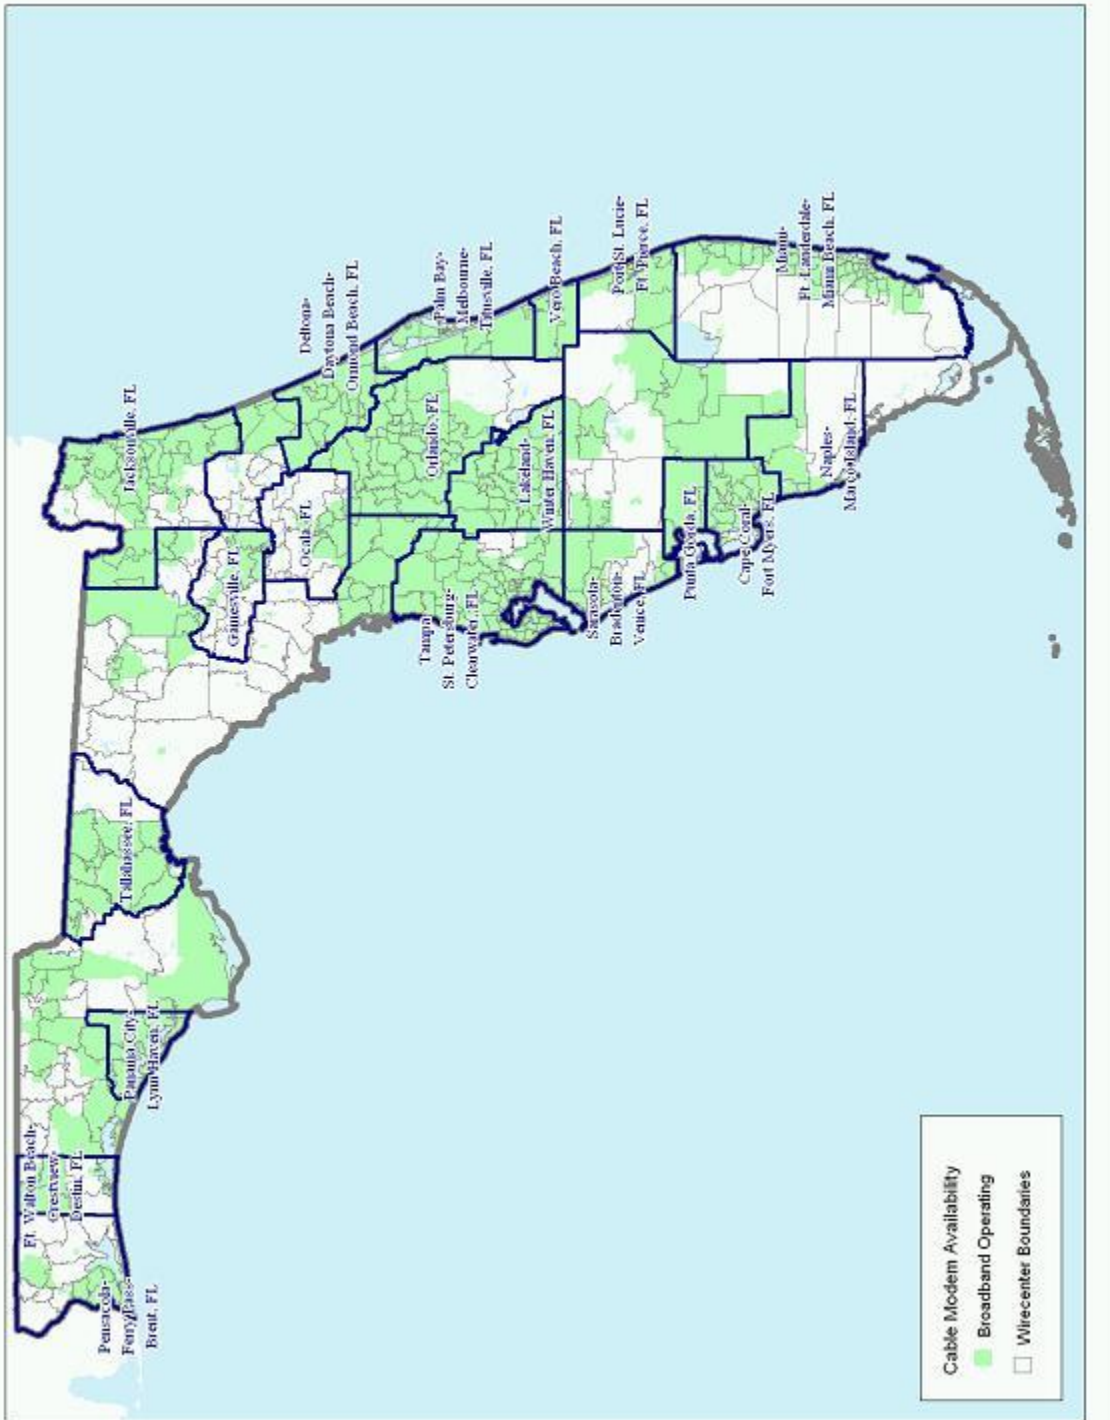 Pensacola-
Ferry Pass-
Brent, FL
Ft. Walton Beach-
Crestview-
Destin, FL
Panama City-
Lynn Haven, FL
Tallahassee, FL
Gainesville, FL
Jacksonville, FL
Ocala, FL
Deltona-
Daytona Beach-
Ormond Beach, FL
Orlando, FL
Palm Bay-
Melbourne-
Titusville, FL
Tampa-
St. Petersburg-
Clearwater, FL
Lakeland-
Winter Haven, FL
Vero Beach, FL
Sarasota-
Bradenton-
Venice, FL
Port St. Lucie-
Ft. Pierce, FL
Punta Gorda, FL
Cape Coral-
Fort Myers, FL
Naples-
Marco Island, FL
Miami-
Ft. Lauderdale-
Miami Beach, FL
Cable Modem Availability
Broadband Operating
Wirecenter Boundaries